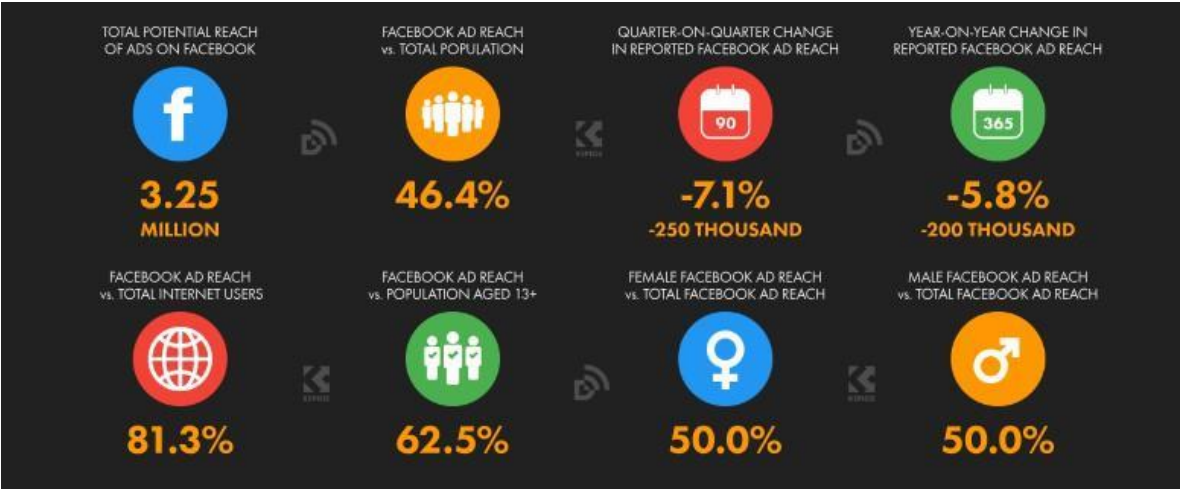 TOTAL POTENTIAL REACH
OF ADS ON FACEBOOK
f
3.25
MILLION
FACEBOOK AD REACH
vs. TOTAL POPULATION
46.4%
QUARTER-ON-QUARTER CHANGE
IN REPORTED FACEBOOK AD REACH
90
-7.1%
-250 THOUSAND
YEAR-ON-YEAR CHANGE IN
REPORTED FACEBOOK AD REACH
365
-5.8%
-200 THOUSAND
KEPIOS
FACEBOOK AD REACH
vs. TOTAL INTERNET USERS
81.3%
KEPIOS
FACEBOOK AD REACH
vs. POPULATION AGED 13+
62.5%
FEMALE FACEBOOK AD REACH
vs. TOTAL FACEBOOK AD REACH
50.0%
KEPIOS
MALE FACEBOOK AD REACH
vs. TOTAL FACEBOOK AD REACH
50.0%